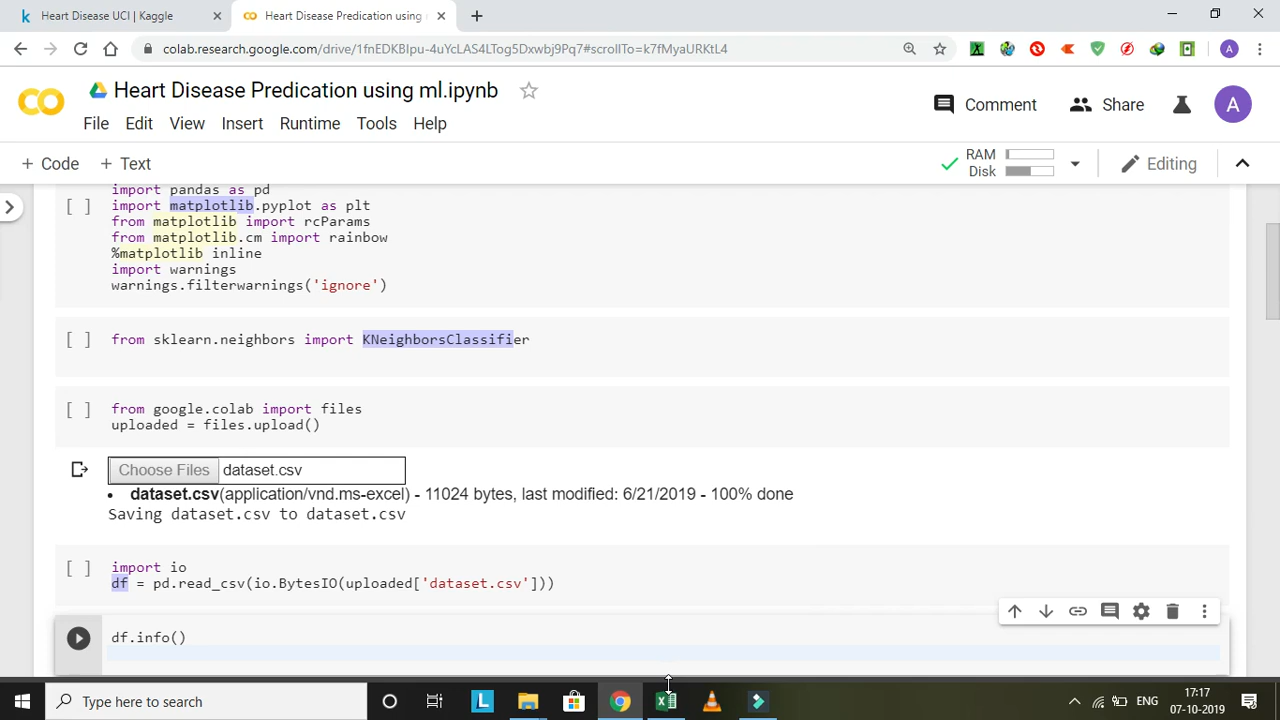 Heart Disease UCI | Kaggle
Heart Disease Predication using
colab.research.google.com/drive/1fnEDKBIpu-4uYcLAS4LTog5Dxwbj9Pq7#scrollTo=k7fMyaURKtL4
A
Heart Disease Predication using ml.ipynb
Comment
Share
A
File Edit View Insert Runtime Tools Help
+ Code + Text
RAM
Disk
Editing
import pandas as pd
[ ] import matplotlib.pyplot as plt
from matplotlib import rcParams
from matplotlib.cm import rainbow
%matplotlib inline
import warnings
warnings.filterwarnings('ignore')
[ ] from sklearn.neighbors import KNeighborsClassifier
[ ] from google.colab import files
uploaded = files.upload()
Choose Files dataset.csv
• dataset.csv(application/vnd.ms-excel) - 11024 bytes, last modified: 6/21/2019 - 100% done
Saving dataset.csv to dataset.csv
[ ] import io
df = pd.read_csv(io.BytesIO(uploaded['dataset.csv']))
df.info()
Type here to search
L
ENG
17:17
07-10-2019